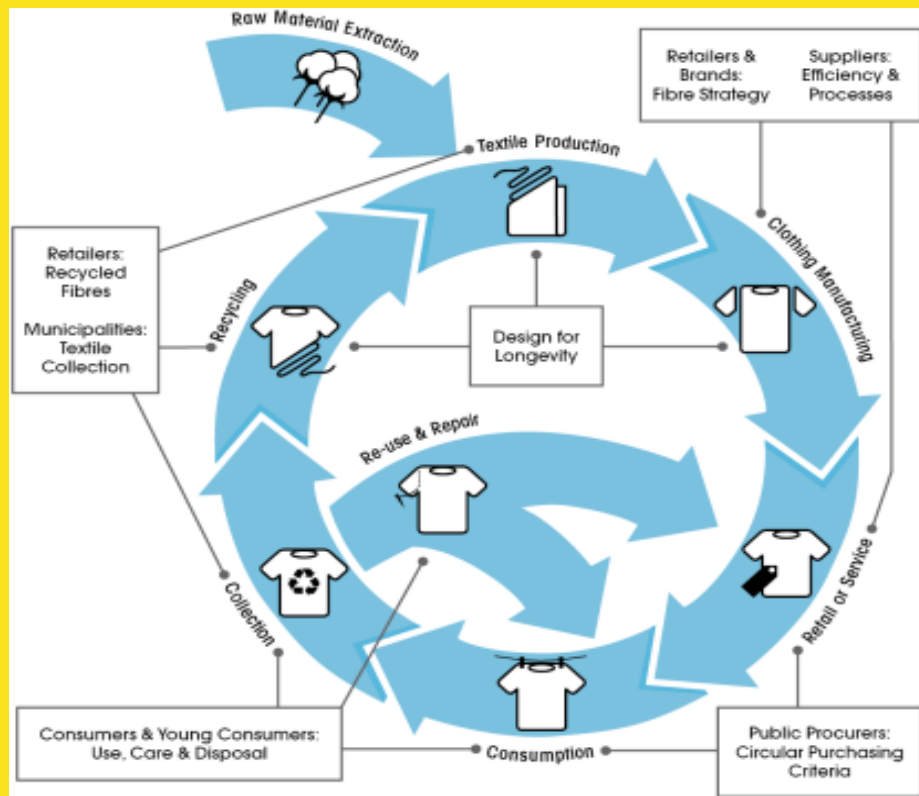 Raw Material Extraction
Retailers &
Brands:
Fibre Strategy
Suppliers:
Efficiency &
Processes
Textile Production
Clothing Manufacturing
Retailers:
Recycled
Fibres
Municipalities:
Textile
Collection
Recycling
Design for
Longevity
Re-use & Repair
Collection
Retail or Service
Consumers & Young Consumers:
Use, Care & Disposal
Consumption
Public Procurers:
Circular Purchasing
Criteria